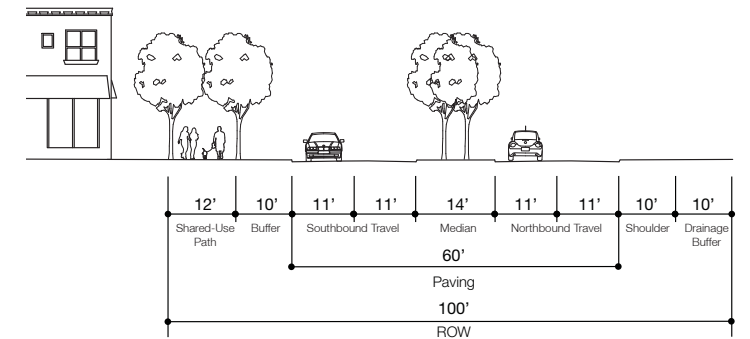 12’ 10’ 11’ 11’ 14’ 11’ 11’ 10’ 10’
Shared-Use Path
Buffer
Southbound Travel
Median
Northbound Travel
Shoulder
Drainage Buffer
60’
Paving
100’
ROW